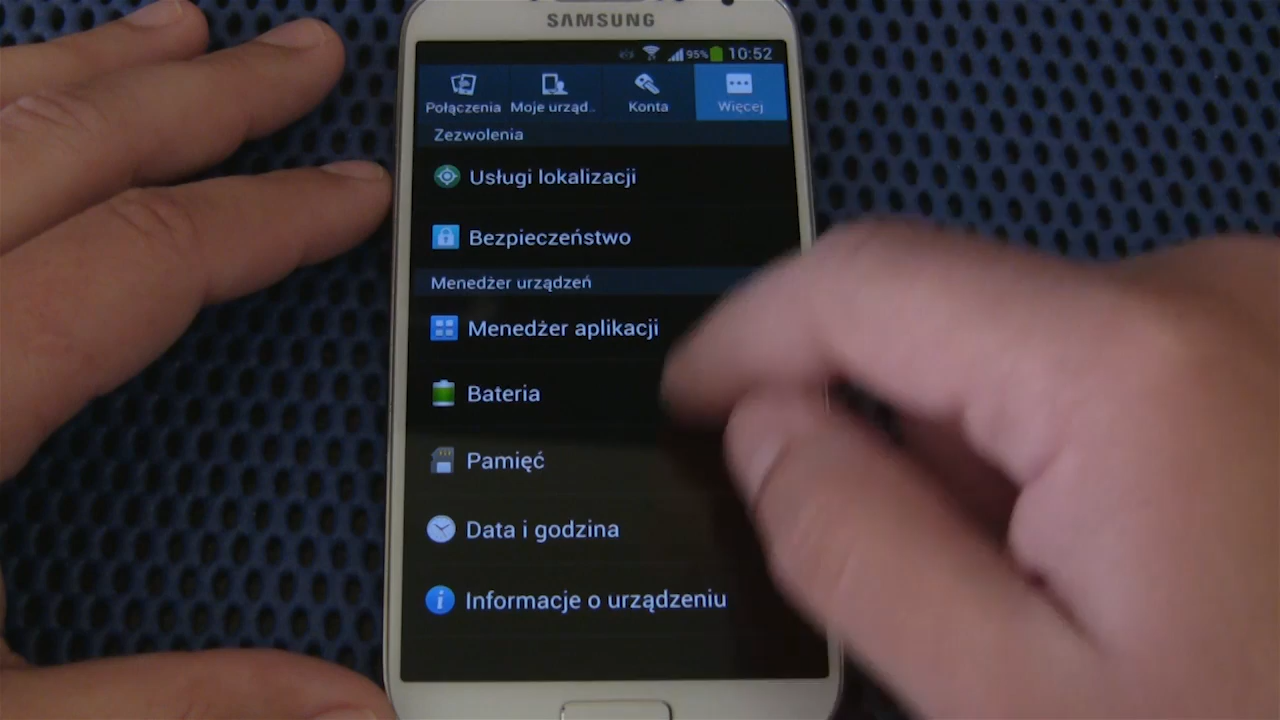 SAMSUNG
95% 10:52
Połączenia Moje urząd.. Konta Więcej
Zezwolenia
Usługi lokalizacji
Bezpieczeństwo
Menedżer urządzeń
Menedżer aplikacji
Bateria
Pamięć
Data i godzina
Informacje o urządzeniu